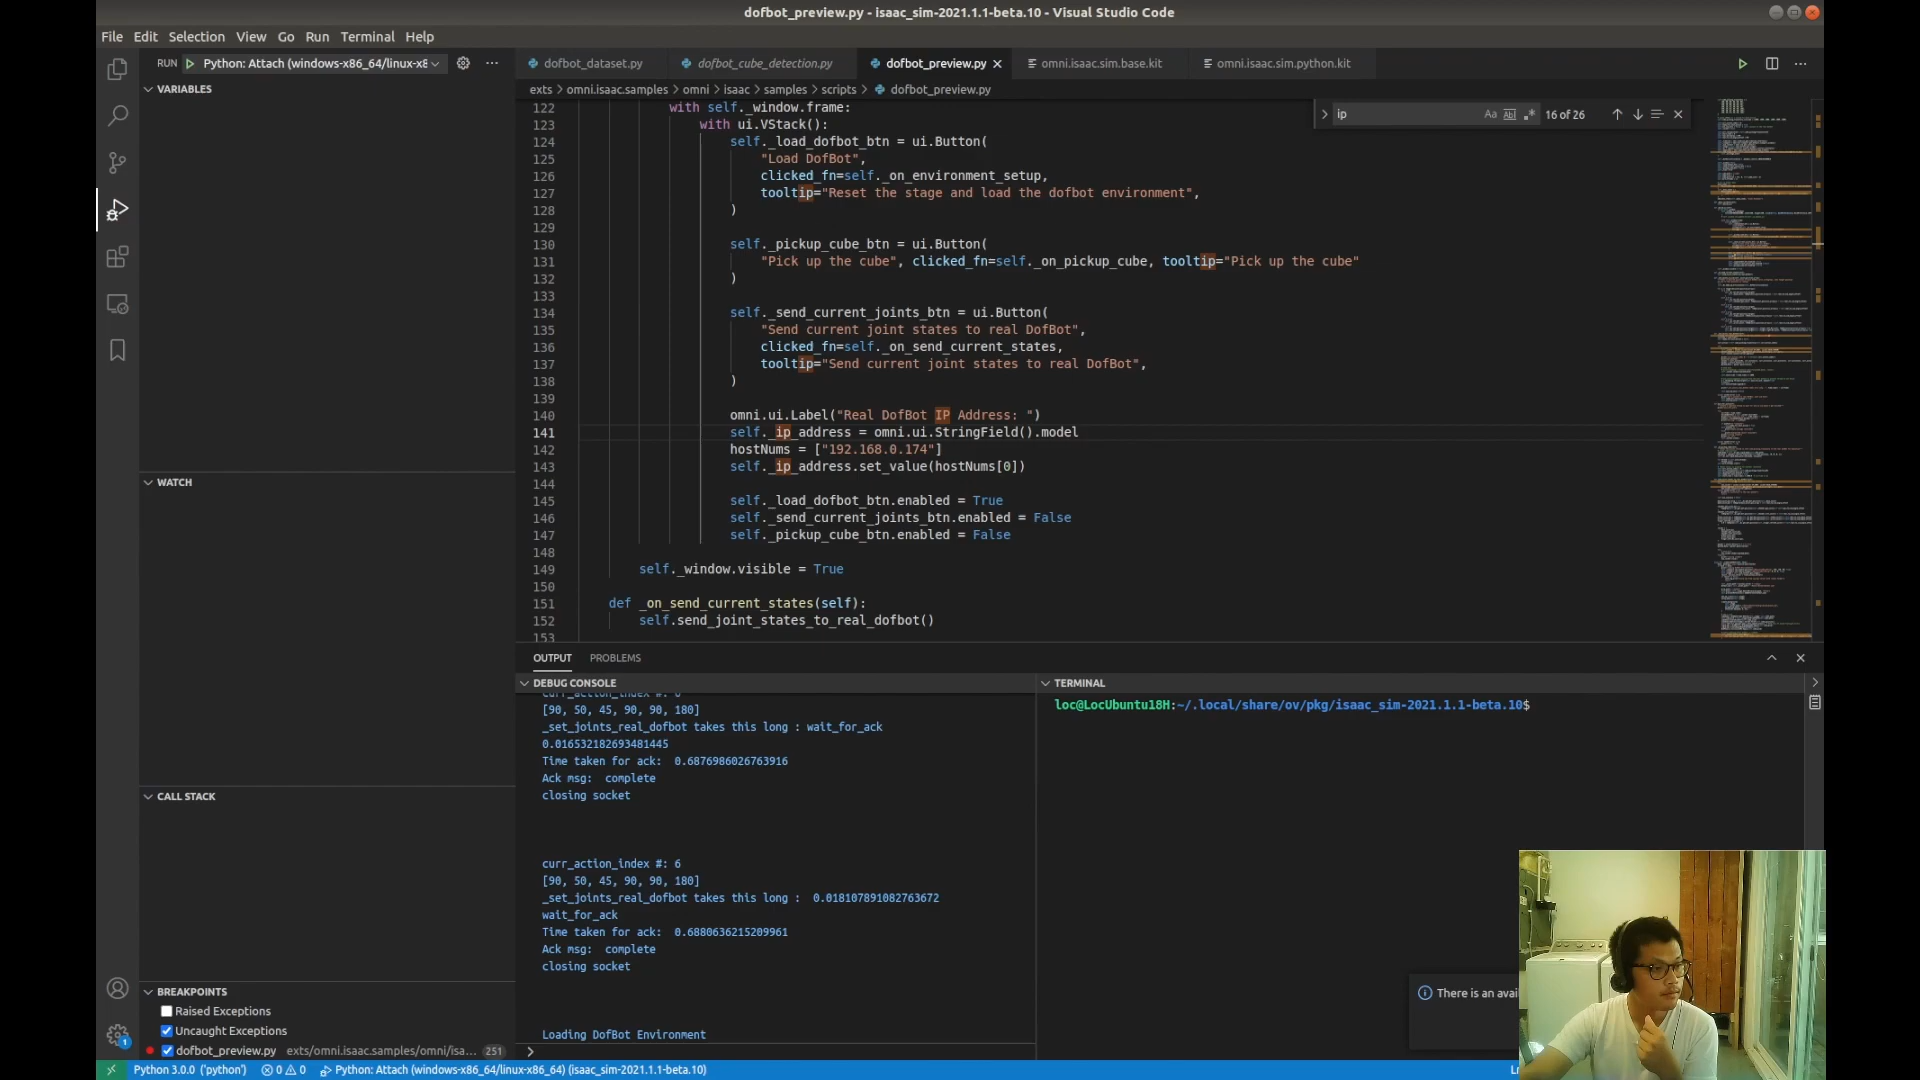 dofbot_preview.py - isaac_sim-2021.1.1-beta.10 - Visual Studio Code
File Edit Selection View Go Run Terminal Help
RUN Python: Attach (windows-x86_64/linux-x8
dofbot_dataset.py dofbot_cube_detection.py dofbot_preview.py omni.isaac.sim.base.kit omni.isaac.sim.python.kit
VARIABLES
WATCH
CALL STACK
BREAKPOINTS
Raised Exceptions
Uncaught Exceptions
dofbot_preview.py exts/omni.isaac.samples/omni/isa... 251
1
exts > omni.isaac.samples > omni > isaac > samples > scripts > dofbot_preview.py
ip Aa Ab .* 16 of 26
122 with self._window.frame:
123 with ui.VStack():
124 self._load_dofbot_btn = ui.Button(
125 "Load DofBot",
126 clicked_fn=self._on_environment_setup,
127 tooltip="Reset the stage and load the dofbot environment",
128 )
129
130 self._pickup_cube_btn = ui.Button(
131 "Pick up the cube", clicked_fn=self._on_pickup_cube, tooltip="Pick up the cube"
132 )
133
134 self._send_current_joints_btn = ui.Button(
135 "Send current joint states to real DofBot",
136 clicked_fn=self._on_send_current_states,
137 tooltip="Send current joint states to real DofBot",
138 )
139
140 omni.ui.Label("Real DofBot IP Address: ")
141 self._ip_address = omni.ui.StringField().model
142 hostNums = ["192.168.0.174"]
143 self._ip_address.set_value(hostNums[0])
144
145 self._load_dofbot_btn.enabled = True
146 self._send_current_joints_btn.enabled = False
147 self._pickup_cube_btn.enabled = False
148
149 self._window.visible = True
150
151 def _on_send_current_states(self):
152 self.send_joint_states_to_real_dofbot()
153
OUTPUT PROBLEMS
DEBUG CONSOLE
curr_action_index #: 6
[90, 50, 45, 90, 90, 180]
_set_joints_real_dofbot takes this long : wait_for_ack
0.016532182693481445
Time taken for ack: 0.6876986026763916
Ack msg: complete
closing socket
curr_action_index #: 6
[90, 50, 45, 90, 90, 180]
_set_joints_real_dofbot takes this long : 0.018107891082763672
wait_for_ack
Time taken for ack: 0.6880636215209961
Ack msg: complete
closing socket
Loading DofBot Environment
TERMINAL
loc@LocUbuntu18H:~/.local/share/ov/pkg/isaac_sim-2021.1.1-beta.10$
There is an avai
Python 3.0.0 ('python') 0 0 Python: Attach (windows-x86_64/linux-x86_64) (isaac_sim-2021.1.1-beta.10)